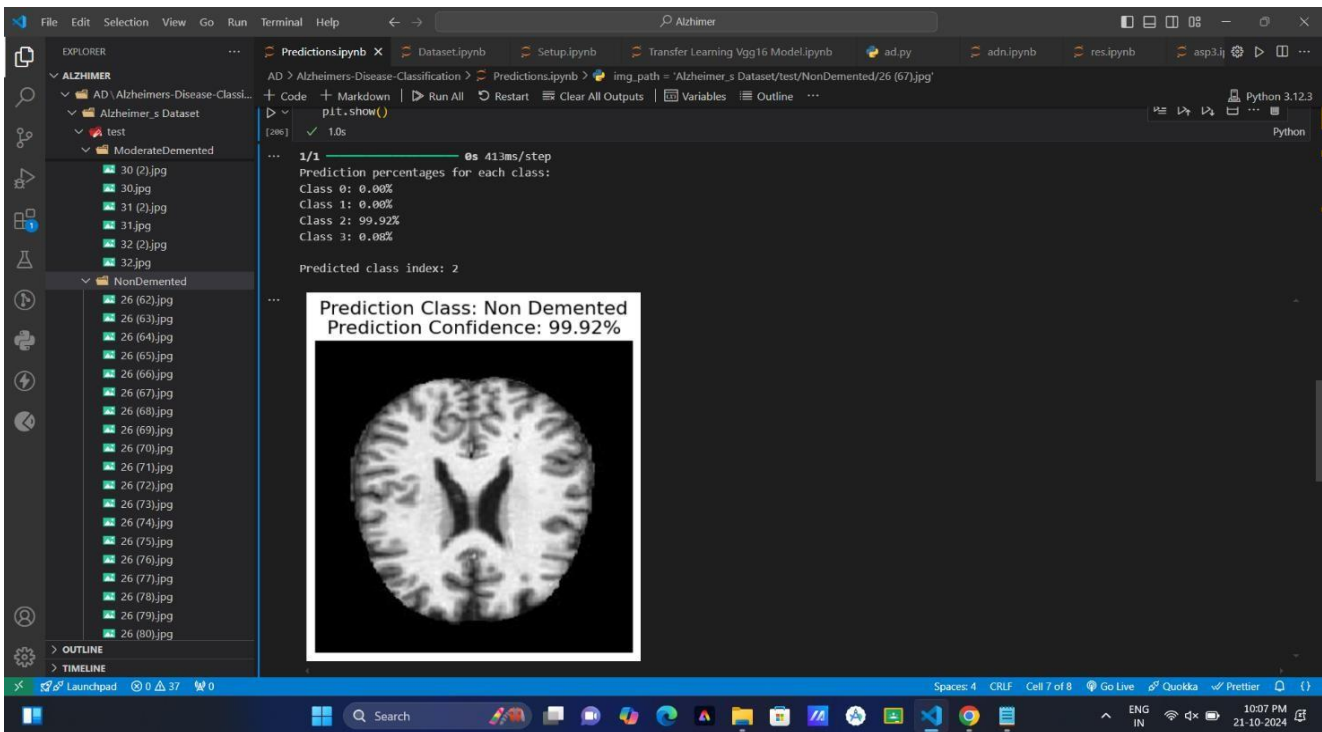 File Edit Selection View Go Run Terminal Help
Alzhimer
EXPLORER
ALZHIMER
AD \ Alzheimers-Disease-Classi...
Alzheimer_s Dataset
test
ModerateDemented
30 (2).jpg
30.jpg
31 (2).jpg
31.jpg
32 (2).jpg
32.jpg
NonDemented
26 (62).jpg
26 (63).jpg
26 (64).jpg
26 (65).jpg
26 (66).jpg
26 (67).jpg
26 (68).jpg
26 (69).jpg
26 (70).jpg
26 (71).jpg
26 (72).jpg
26 (73).jpg
26 (74).jpg
26 (75).jpg
26 (76).jpg
26 (77).jpg
26 (78).jpg
26 (79).jpg
26 (80).jpg
OUTLINE
TIMELINE
Predictions.ipynb Dataset.ipynb Setup.ipynb Transfer Learning Vgg16 Model.ipynb ad.py adn.ipynb res.ipynb asp3.i
AD > Alzheimers-Disease-Classification > Predictions.ipynb > img_path = 'Alzheimer_s Dataset/test/NonDemented/26 (67).jpg'
+ Code + Markdown | Run All Restart Clear All Outputs | Variables Outline ... Python 3.12.3
plt.show()
[206] ✓ 1.0s Python
1/1 0s 413ms/step
Prediction percentages for each class:
Class 0: 0.00%
Class 1: 0.00%
Class 2: 99.92%
Class 3: 0.08%
Predicted class index: 2
Prediction Class: Non Demented
Prediction Confidence: 99.92%
Launchpad 0 37 0 Spaces: 4 CRLF Cell 7 of 8 Go Live Quokka Prettier
Search
ENG
IN
10:07 PM
21-10-2024